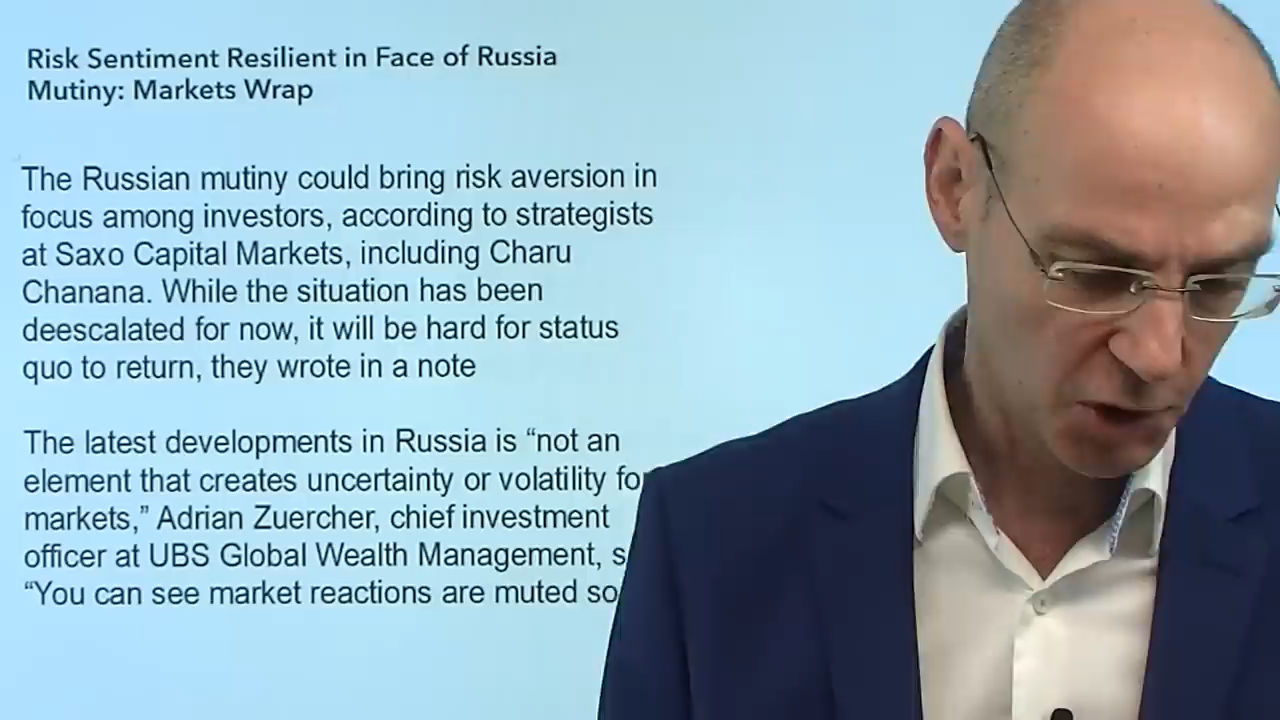 Risk Sentiment Resilient in Face of Russia
Mutiny: Markets Wrap
The Russian mutiny could bring risk aversion in
focus among investors, according to strategists
at Saxo Capital Markets, including Charu
Chanana. While the situation has been
deescalated for now, it will be hard for status
quo to return, they wrote in a note
The latest developments in Russia is “not an
element that creates uncertainty or volatility for
markets,” Adrian Zuercher, chief investment
officer at UBS Global Wealth Management,
“You can see market reactions are muted so